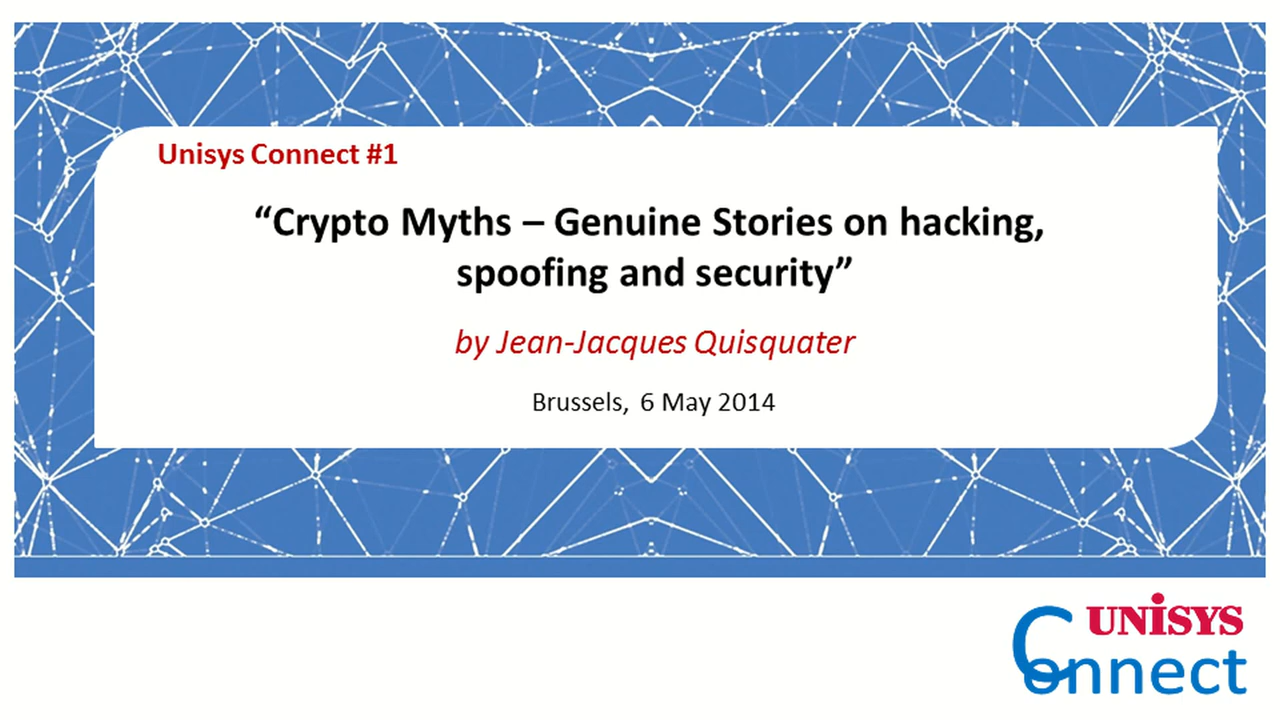 Unisys Connect #1
“Crypto Myths – Genuine Stories on hacking,
spoofing and security”
by Jean-Jacques Quisquater
Brussels, 6 May 2014
UNiSYS
Connect